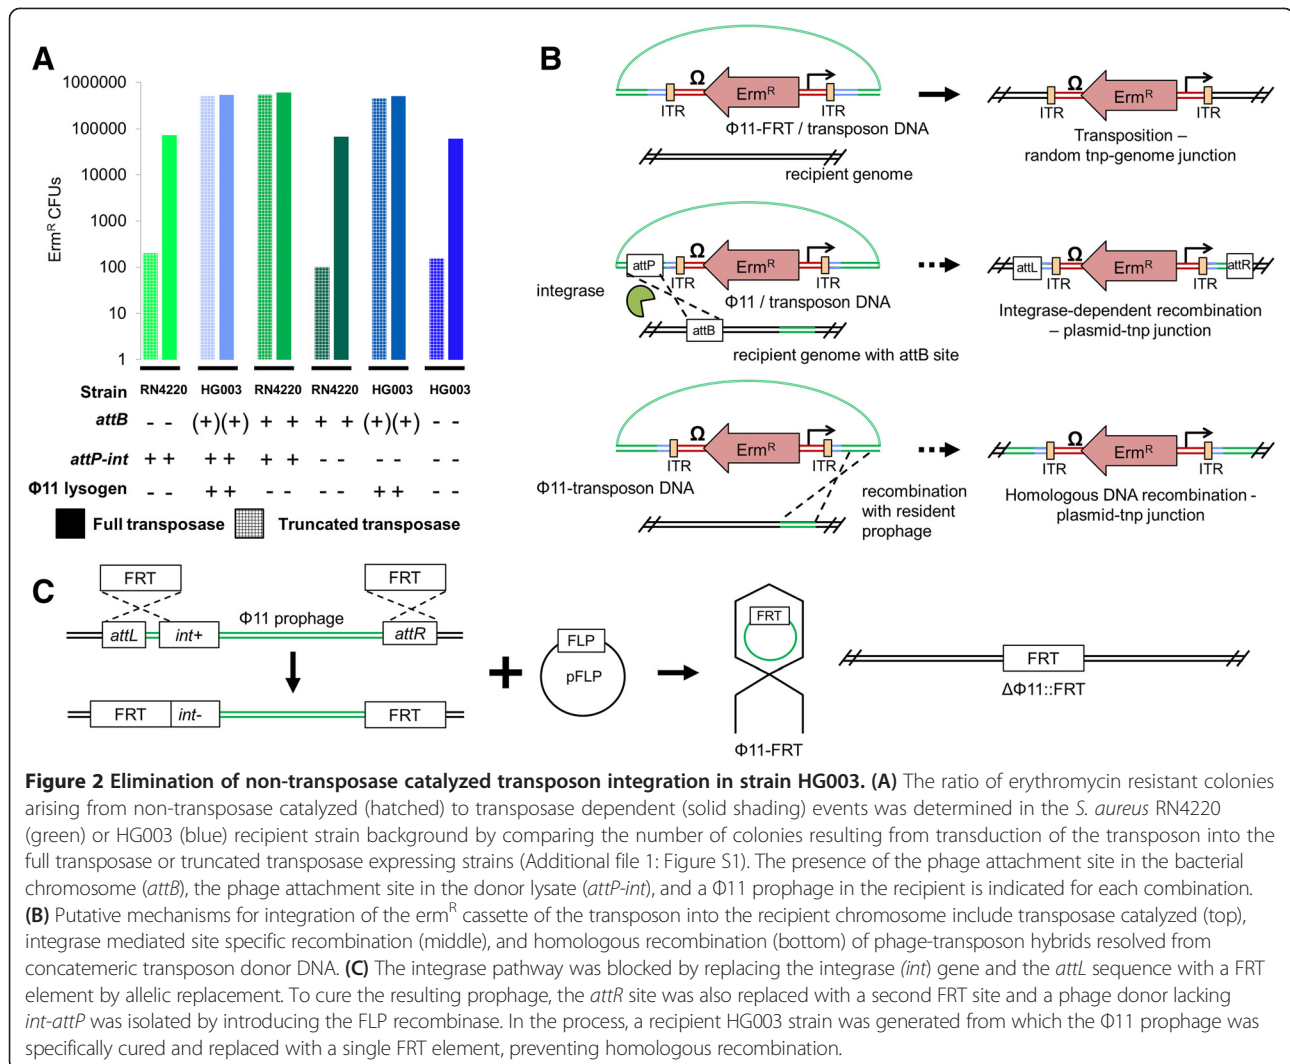 A
1000000
100000
10000
1000
100
10
1
Erm^R CFUs
Strain RN4220 HG003 RN4220 RN4220 HG003 HG003
attB - - (+)(+) + + + + (+)(+) - -
attP-int + + + + + + - - - - - -
Φ11 lysogen - - + + - - - - + + - -
Full transposase Truncated transposase
B
Ω
Erm^R
ITR ITR
Φ11-FRT / transposon DNA
recipient genome
Ω
Erm^R
ITR ITR
Transposition –
random tnp-genome junction
attP
Ω
Erm^R
ITR ITR
integrase
Φ11 / transposon DNA
attB
recipient genome with attB site
attL
Ω
Erm^R
attR
ITR ITR
Integrase-dependent recombination
– plasmid-tnp junction
Ω
Erm^R
ITR ITR
Φ11-transposon DNA
recombination
with resident
prophage
Ω
Erm^R
ITR ITR
Homologous DNA recombination -
plasmid-tnp junction
C
FRT FRT
Φ11 prophage
attL int+ attR
FRT int- FRT
+
FLP
pFLP
FRT
Φ11-FRT
FRT
ΔΦ11::FRT
Figure 2 Elimination of non-transposase catalyzed transposon integration in strain HG003. (A) The ratio of erythromycin resistant colonies
arising from non-transposase catalyzed (hatched) to transposase dependent (solid shading) events was determined in the S. aureus RN4220
(green) or HG003 (blue) recipient strain background by comparing the number of colonies resulting from transduction of the transposon into the
full transposase or truncated transposase expressing strains (Additional file 1: Figure S1). The presence of the phage attachment site in the bacterial
chromosome (attB), the phage attachment site in the donor lysate (attP-int), and a Φ11 prophage in the recipient is indicated for each combination.
(B) Putative mechanisms for integration of the erm^R cassette of the transposon into the recipient chromosome include transposase catalyzed (top),
integrase mediated site specific recombination (middle), and homologous recombination (bottom) of phage-transposon hybrids resolved from
concatemeric transposon donor DNA. (C) The integrase pathway was blocked by replacing the integrase (int) gene and the attL sequence with a FRT
element by allelic replacement. To cure the resulting prophage, the attR site was also replaced with a second FRT site and a phage donor lacking
int-attP was isolated by introducing the FLP recombinase. In the process, a recipient HG003 strain was generated from which the Φ11 prophage was
specifically cured and replaced with a single FRT element, preventing homologous recombination.